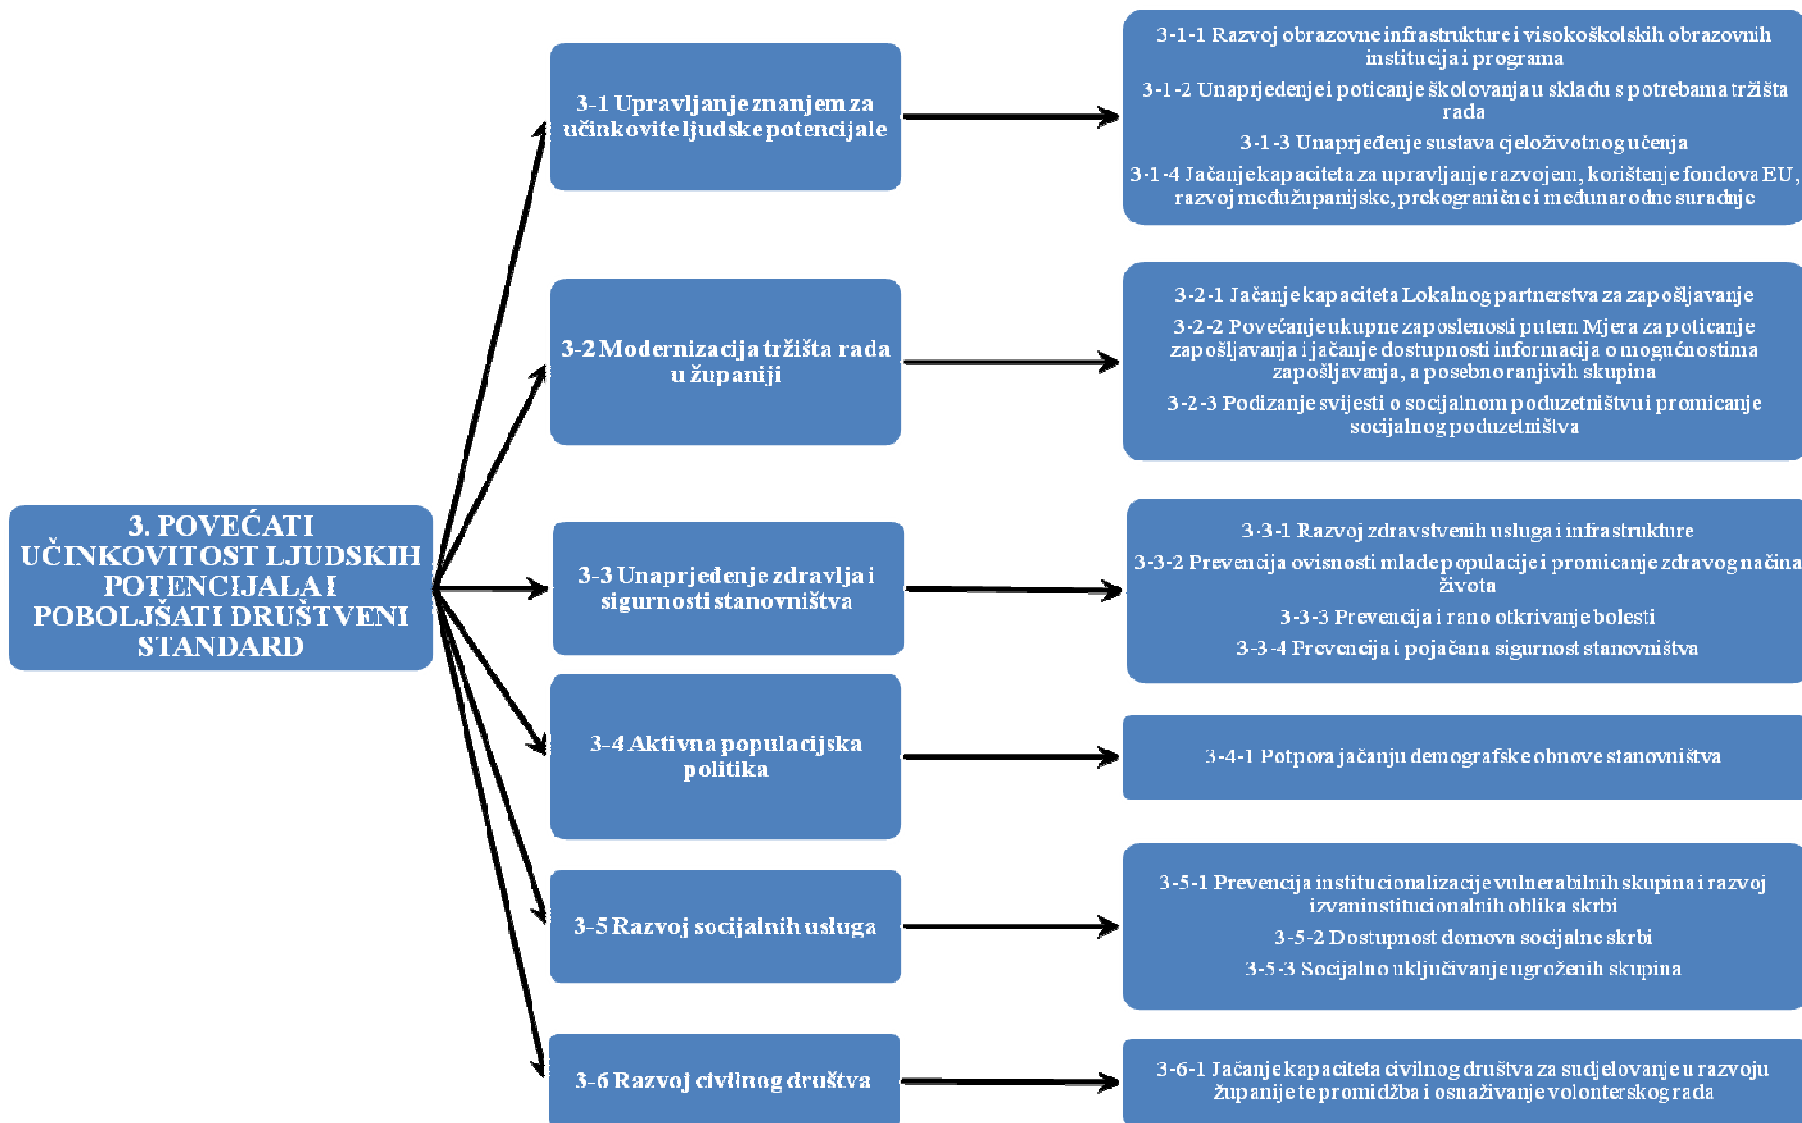 3. POVEĆATI
UČINKOVITOST LJUDSKIH
POTENCIJALA I
POBOLJŠATI DRUŠTVENI
STANDARD
3-1 Upravljanje znanjem za
učinkovite ljudske potencijale
3-1-1 Razvoj obrazovne infrastrukture i visokoškolskih obrazovnih
institucija i programa
3-1-2 Unaprjeđenje i poticanje školovanja u skladu s potrebama tržišta
rada
3-1-3 Unaprjeđenje sustava cjeloživotnog učenja
3-1-4 Jačanje kapaciteta za upravljanje razvojem, korištenje fondova EU,
razvoj međužupanijske, prekogranične i međunarodne suradnje
3-2 Modernizacija tržišta rada
u županiji
3-2-1 Jačanje kapaciteta Lokalnog partnerstva za zapošljavanje
3-2-2 Povećanje ukupne zaposlenosti putem Mjera za poticanje
zapošljavanja i jačanje dostupnosti informacija o mogućnostima
zapošljavanja, a posebno ranjivih skupina
3-2-3 Podizanje svijesti o socijalnom poduzetništvu i promicanje
socijalnog poduzetništva
3-3 Unaprjeđenje zdravlja i
sigurnosti stanovništva
3-3-1 Razvoj zdravstvenih usluga i infrastrukture
3-3-2 Prevencija ovisnosti mlade populacije i promicanje zdravog načina
života
3-3-3 Prevencija i rano otkrivanje bolesti
3-3-4 Prevencija i pojačana sigurnost stanovništva
3-4 Aktivna populacijska
politika
3-4-1 Potpora jačanju demografske obnove stanovništva
3-5 Razvoj socijalnih usluga
3-5-1 Prevencija institucionalizacije vulnerabilnih skupina i razvoj
izvaninstitucionalnih oblika skrbi
3-5-2 Dostupnost domova socijalne skrbi
3-5-3 Socijalno uključivanje ugroženih skupina
3-6 Razvoj civilnog društva
3-6-1 Jačanje kapaciteta civilnog društva za sudjelovanje u razvoju
županije te promidžba i osnaživanje volonterskog rada